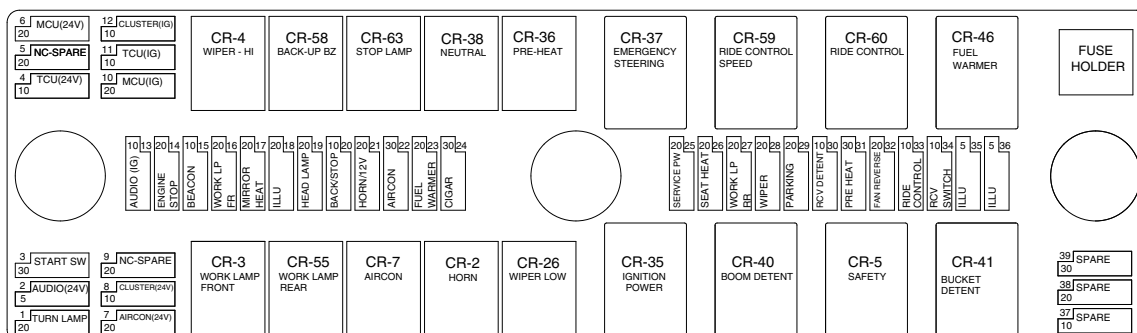 6 MCU(24V) 20
12 CLUSTER(IG) 10
5 NC-SPARE 20
11 TCU(IG) 10
4 TCU(24V) 10
10 MCU(IG) 20
CR-4
WIPER - HI
CR-58
BACK-UP BZ
CR-63
STOP LAMP
CR-38
NEUTRAL
CR-36
PRE-HEAT
CR-37
EMERGENCY
STEERING
CR-59
RIDE CONTROL
SPEED
CR-60
RIDE CONTROL
CR-46
FUEL
WARMER
FUSE
HOLDER
10 13 AUDIO (IG)
20 14 ENGINE
STOP
10 15 BEACON
20 16 WORK LP
FR
20 17 MIRROR
HEAT
20 18 ILLU
20 19 HEAD LAMP
10 20 BACK/STOP
20 21 HORN/12V
30 22 AIRCON
20 23 FUEL
WARMER
30 24 CIGAR
20 25 SERVICE PW
20 26 SEAT HEAT
20 27 WORK LP
RR
20 28 WIPER
20 29 PARKING
10 30 RCV DETENT
30 31 PRE HEAT
20 32 FAN REVERSE
10 33 RIDE
CONTROL
10 34 RCV
SWITCH
5 35 ILLU
5 36 ILLU
3 START SW 30
9 NC-SPARE 20
2 AUDIO(24V) 5
8 CLUSTER(24V) 10
1 TURN LAMP 20
7 AIRCON(24V) 20
CR-3
WORK LAMP
FRONT
CR-55
WORK LAMP
REAR
CR-7
AIRCON
CR-2
HORN
CR-26
WIPER LOW
CR-35
IGNITION
POWER
CR-40
BOOM DETENT
CR-5
SAFETY
CR-41
BUCKET
DETENT
39 SPARE 30
38 SPARE 20
37 SPARE 10